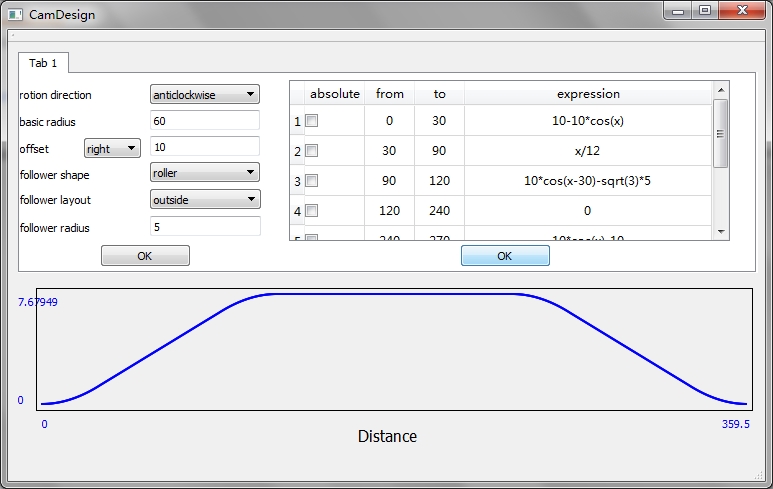 CamDesign
Tab 1
rotion direction anticlockwise
basic radius 60
offset right 10
follower shape roller
follower layout outside
follower radius 5
OK
absolute from to expression
1 0 30 10-10*cos(x)
2 30 90 x/12
3 90 120 10*cos(x-30)-sqrt(3)*5
4 120 240 0
5 240 270 10*cos(x)-10
OK
7.67949
0
0 359.5
Distance